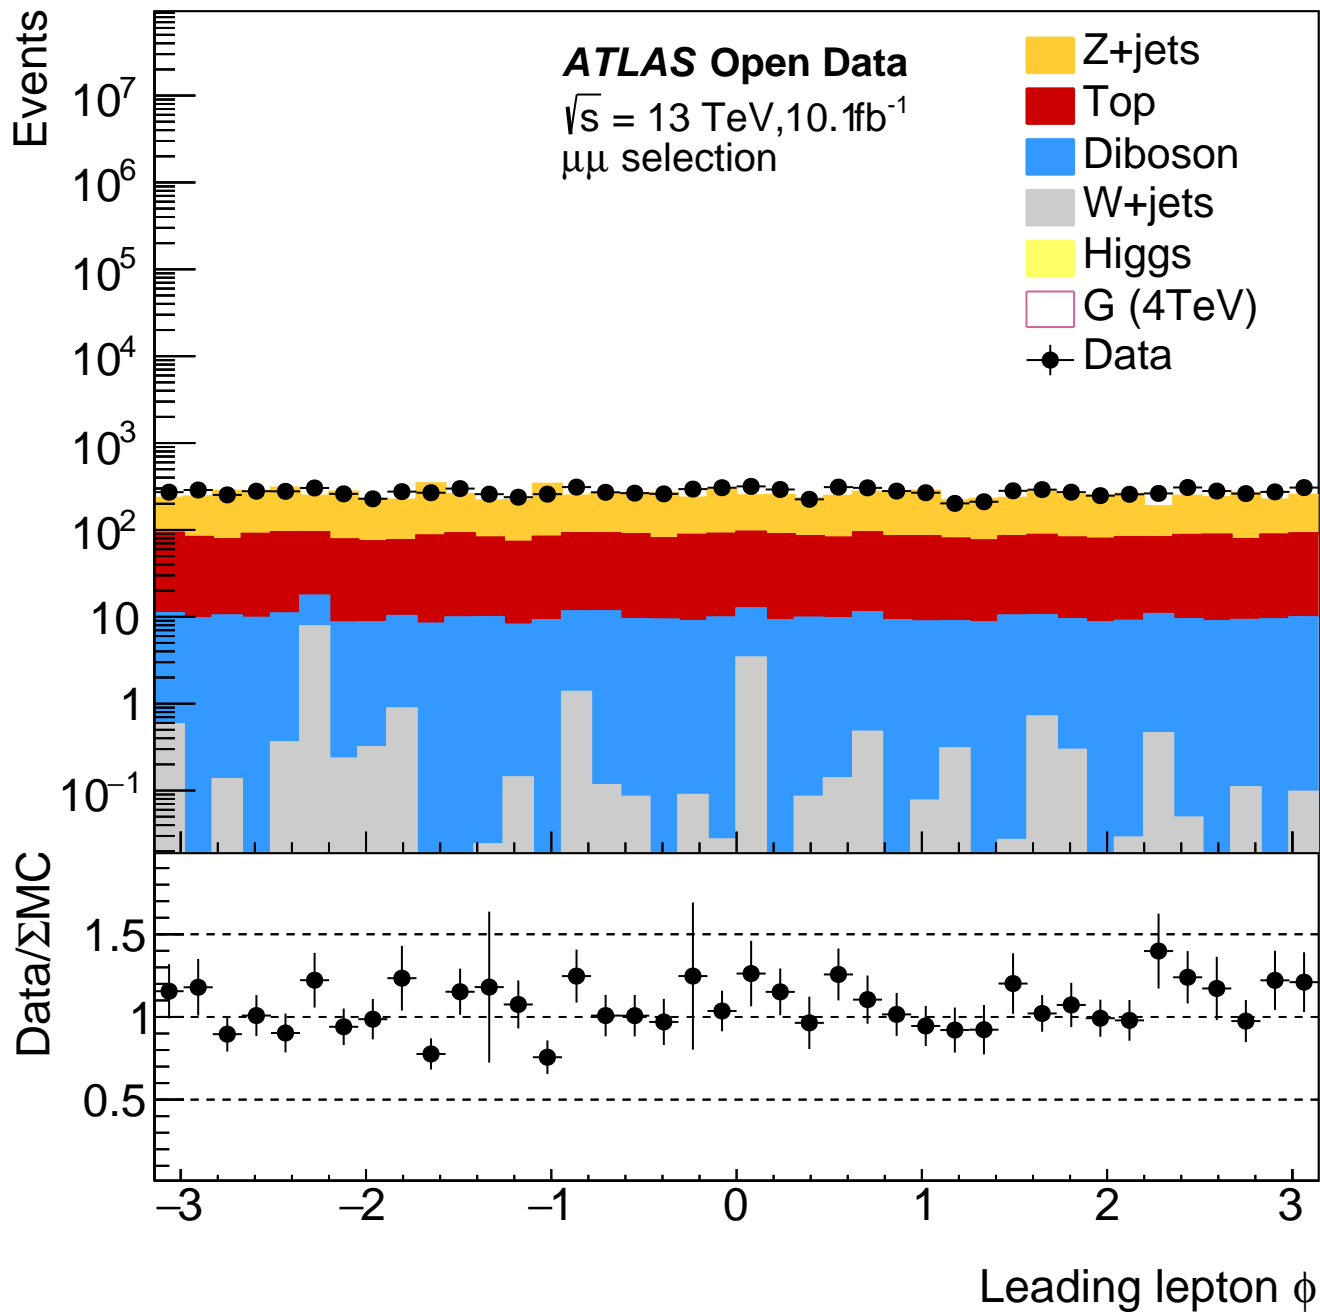 Events
10⁷
10⁶
10⁵
10⁴
10³
10²
10
1
10⁻¹
ATLAS Open Data
√s = 13 TeV,10.1fb⁻¹
μμ selection
Z+jets
Top
Diboson
W+jets
Higgs
G (4TeV)
Data
Data/ΣMC
1.5
1
0.5
−3 −2 −1 0 1 2 3
Leading lepton ϕ